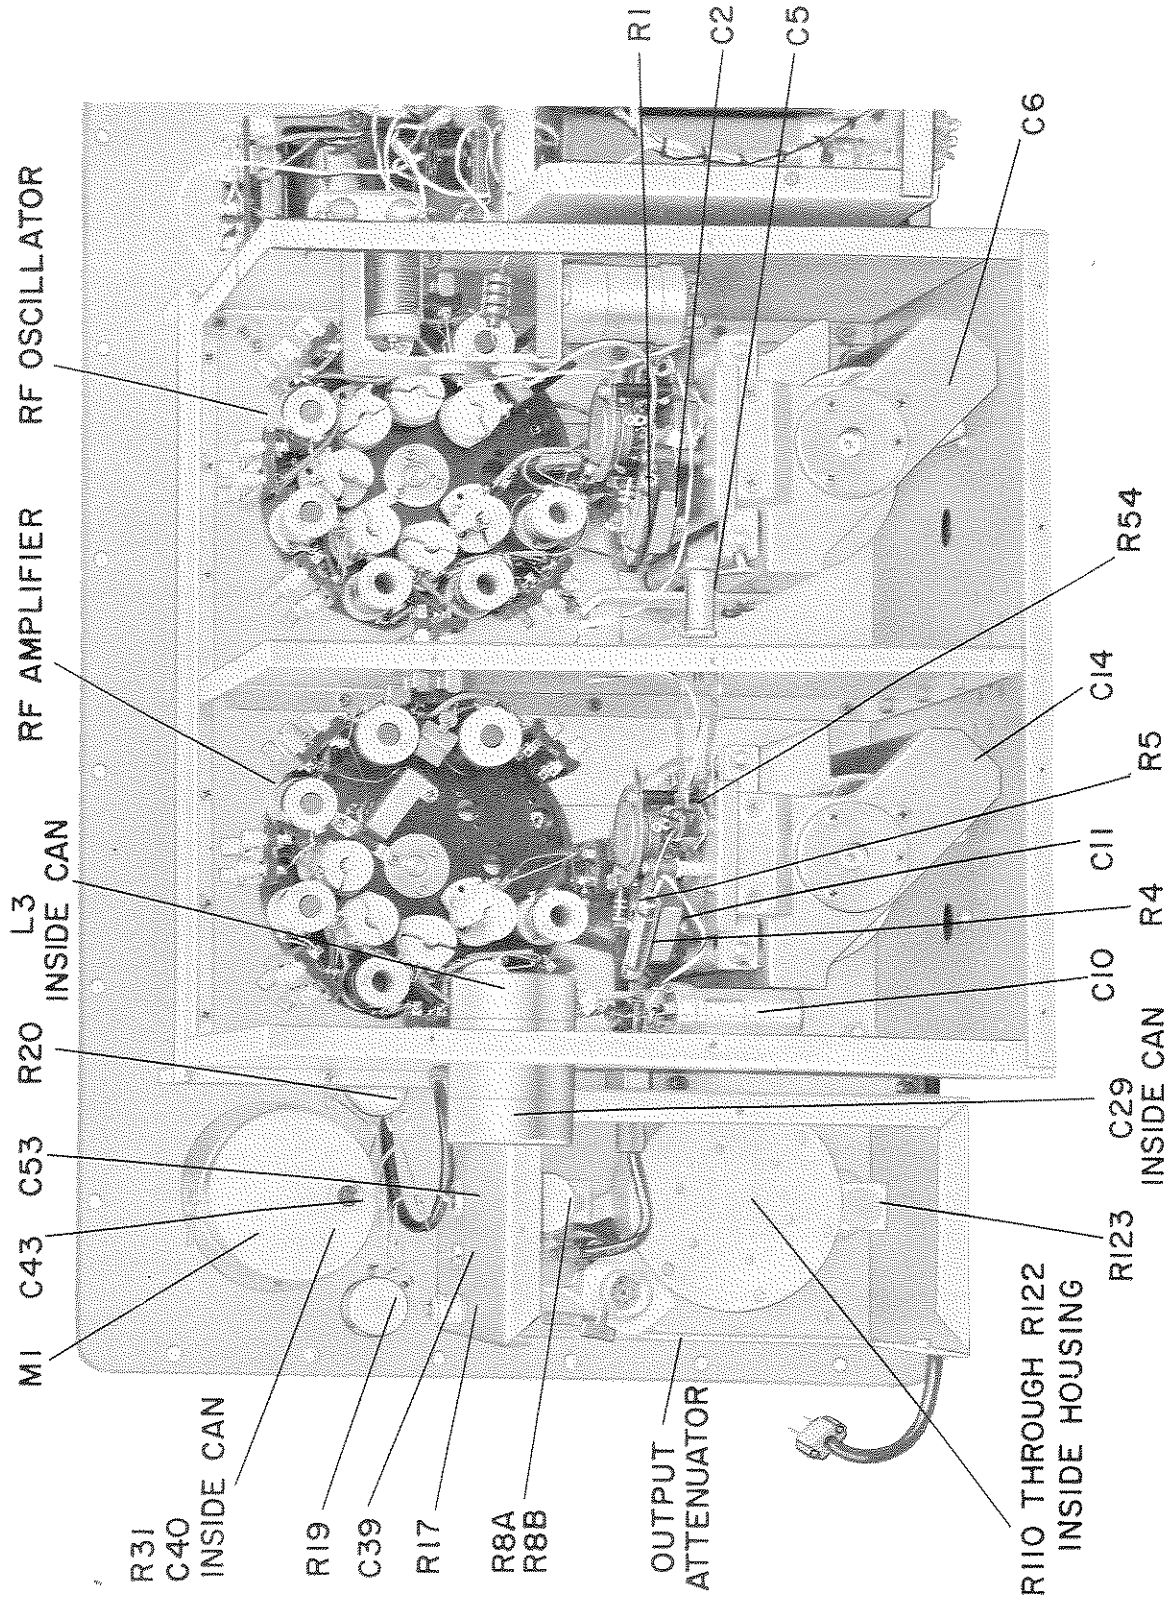 M1
C43
C53
R20
L3
INSIDE CAN
RF AMPLIFIER
RF OSCILLATOR
R31
C40
INSIDE CAN
R19
C39
R17
R8A
R8B
OUTPUT
ATTENUATOR
R110 THROUGH R122
INSIDE HOUSING
R123
C29
INSIDE CAN
C10
R4
C11
R5
C14
R54
C6
R1
C2
C5